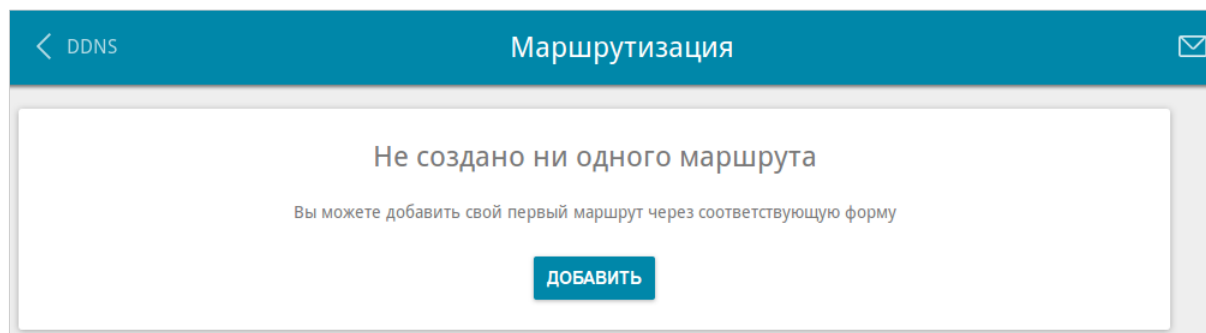 DDNS
Маршрутизация
Не создано ни одного маршрута
Вы можете добавить свой первый маршрут через соответствующую форму
ДОБАВИТЬ